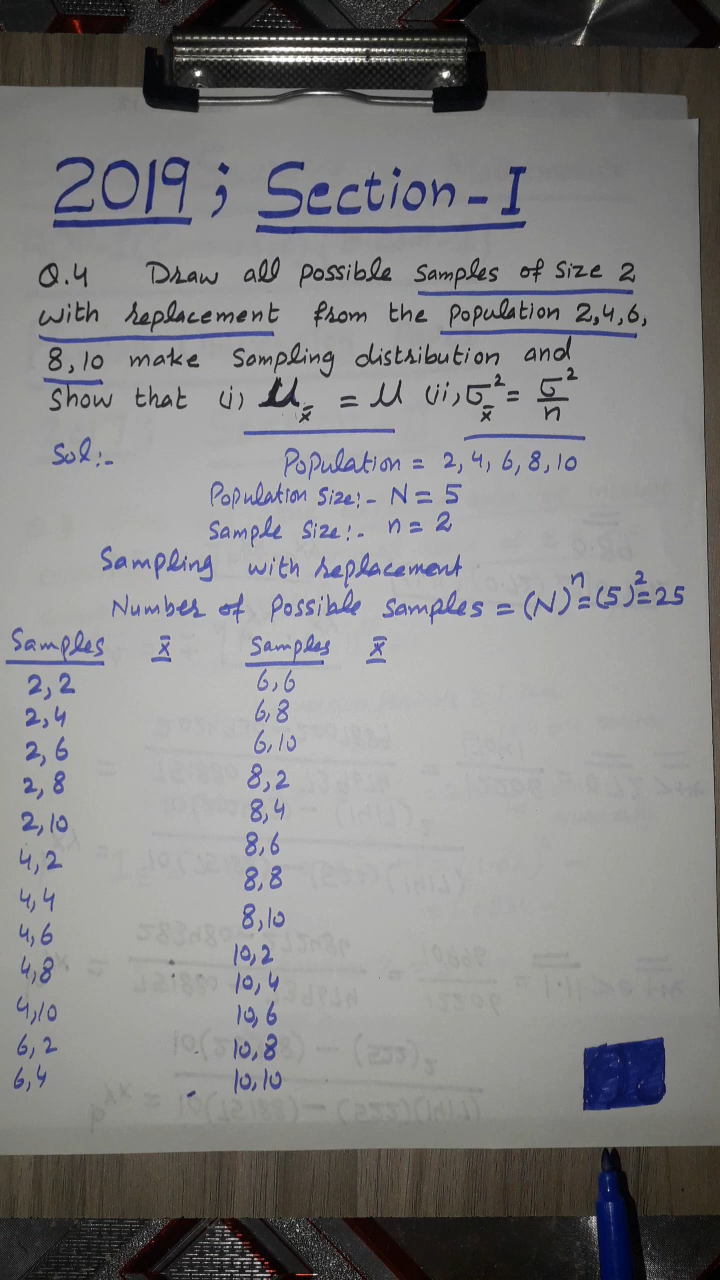 2019; Section-I
Q.4 Draw all possible samples of size 2
with replacement from the population 2,4,6,
8,10 make Sampling distribution and
Show that (i) μx̄ = μ (ii) σx̄² = σ²/n
Sol:-
Population = 2, 4, 6, 8, 10
Population Size:- N = 5
Sample Size:- n = 2
Sampling with replacement
Number of Possible samples = (N)ⁿ = (5)² = 25
Samples x̄ Samples x̄
2,2 6,6
2,4 6,8
2,6 6,10
2,8 8,2
2,10 8,4
4,2 8,6
4,4 8,8
4,6 8,10
4,8 10,2
4,10 10,4
6,2 10,6
6,4 10,8
10,10